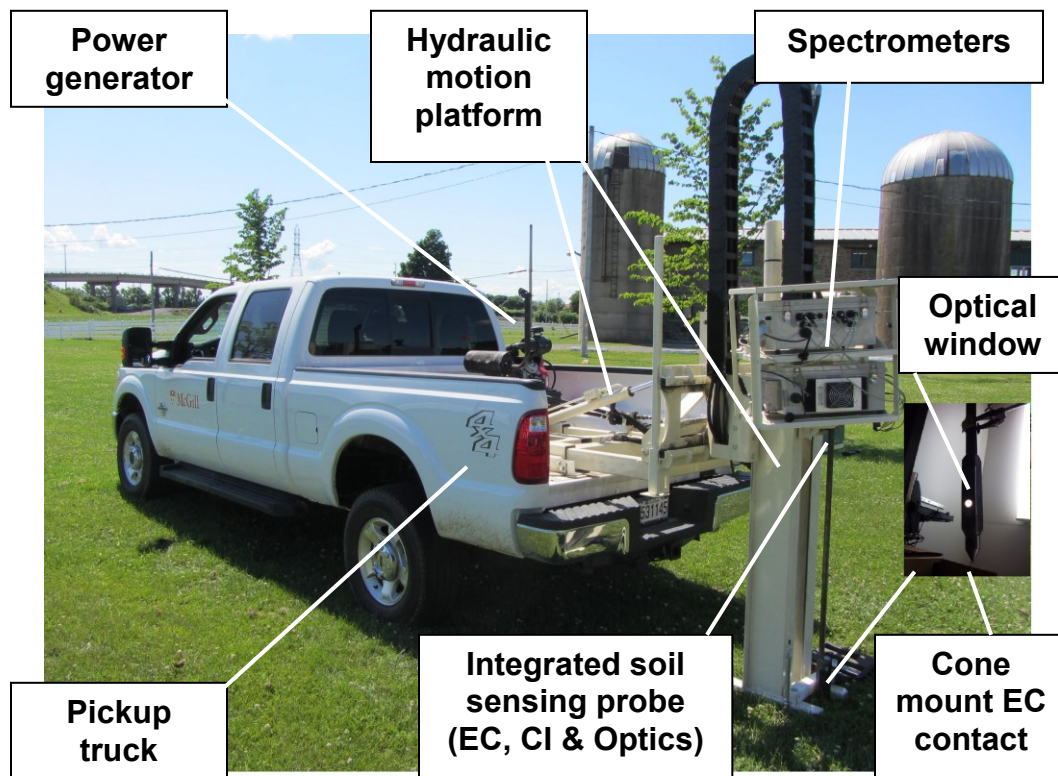 Power
generator
Hydraulic
motion
platform
Spectrometers
Optical
window
McGill
4x4
531145
Pickup
truck
Integrated soil
sensing probe
(EC, CI & Optics)
Cone
mount EC
contact